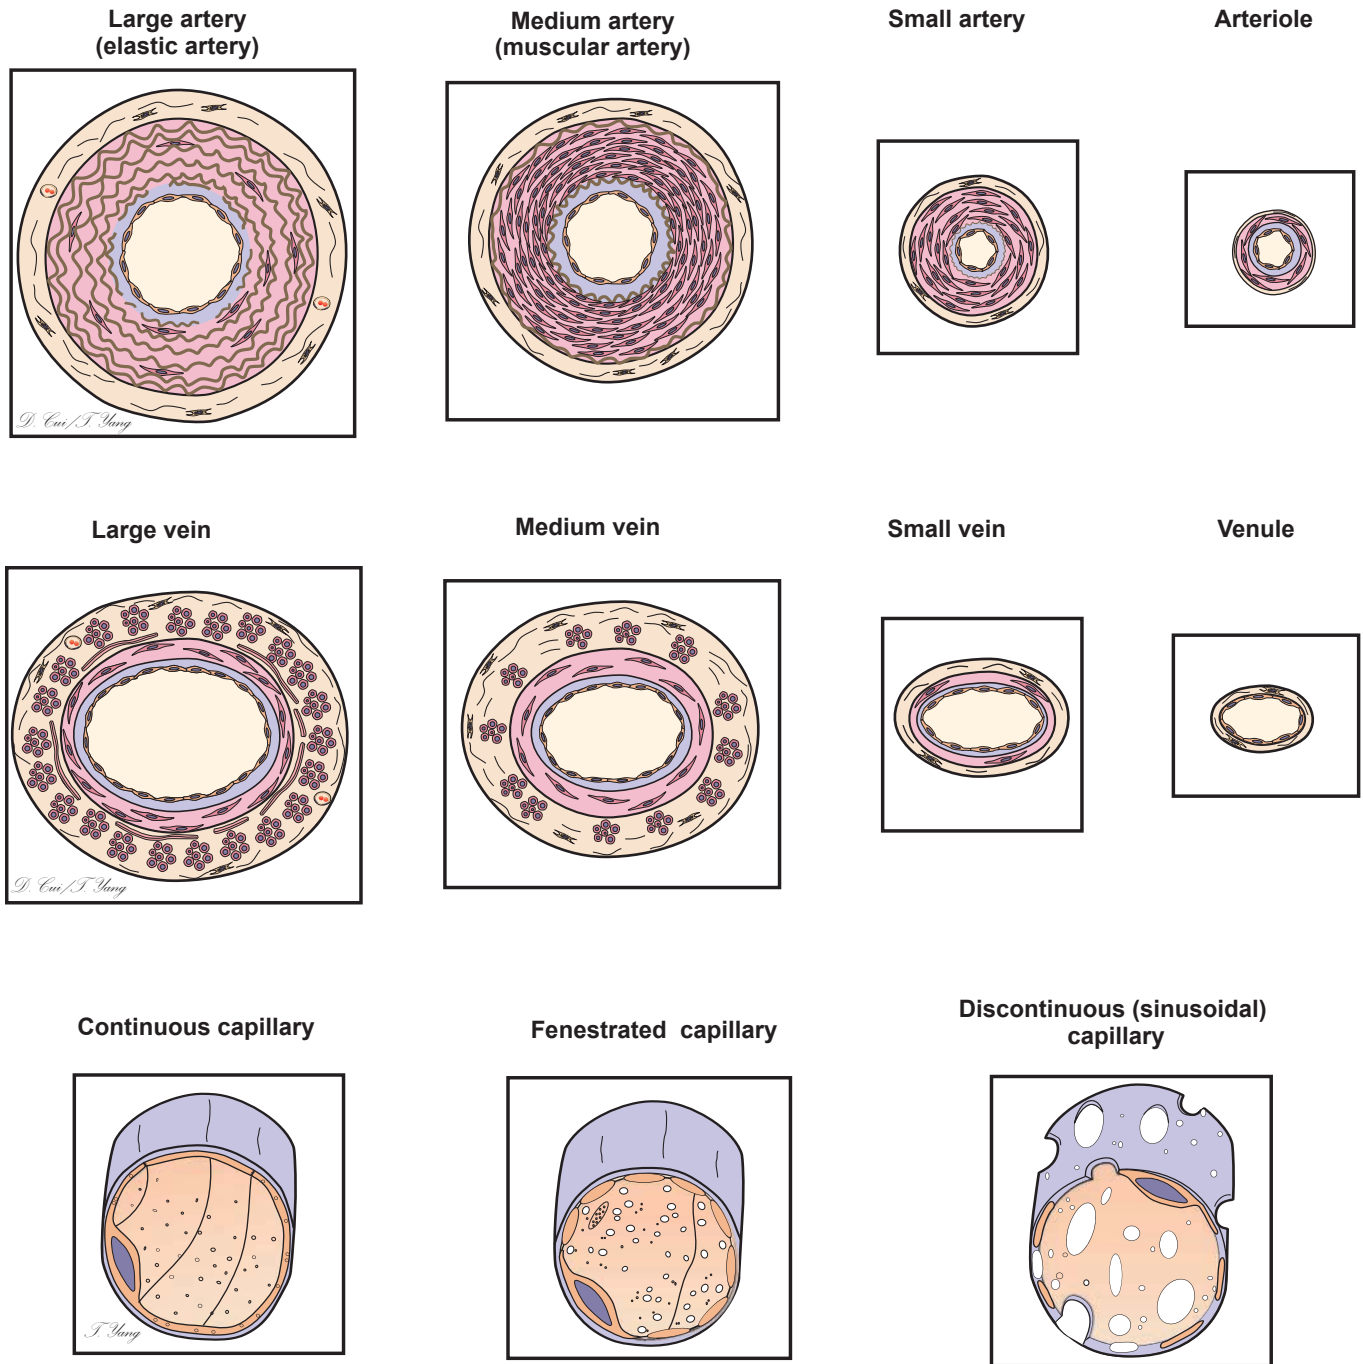 Large artery
(elastic artery)
Medium artery
(muscular artery)
Small artery
Arteriole
D. Cui/T. Yang
Large vein
Medium vein
Small vein
Venule
D. Cui/T. Yang
Continuous capillary
Fenestrated capillary
Discontinuous (sinusoidal)
capillary
T. Yang